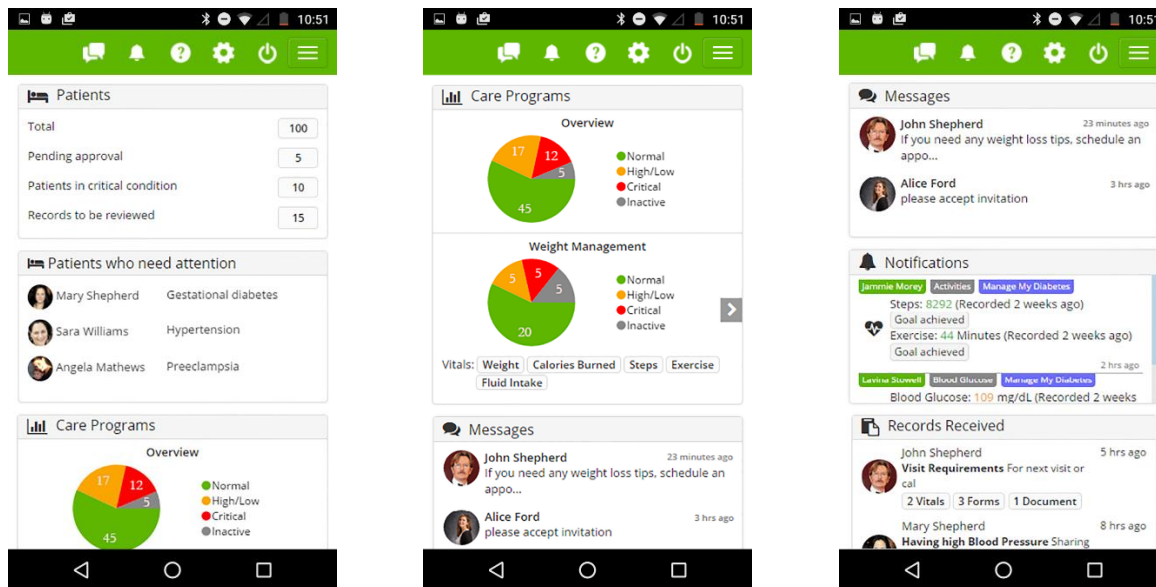 10:51
Patients
Total 100
Pending approval 5
Patients in critical condition 10
Records to be reviewed 15
Patients who need attention
Mary Shepherd Gestational diabetes
Sara Williams Hypertension
Angela Mathews Preeclampsia
Care Programs
Overview
17 12
5
45
Normal
High/Low
Critical
Inactive
10:51
Care Programs
Overview
17 12
5
45
Normal
High/Low
Critical
Inactive
Weight Management
5 5
5
20
Normal
High/Low
Critical
Inactive
Vitals: Weight Calories Burned Steps Exercise
Fluid Intake
Messages
John Shepherd 23 minutes ago
If you need any weight loss tips, schedule an
appo...
Alice Ford 3 hrs ago
please accept invitation
10:51
Messages
John Shepherd 23 minutes ago
If you need any weight loss tips, schedule an
appo...
Alice Ford 3 hrs ago
please accept invitation
Notifications
Jammie Morey Activities Manage My Diabetes
Steps: 8292 (Recorded 2 weeks ago)
Goal achieved
Exercise: 44 Minutes (Recorded 2 weeks ago)
Goal achieved
2 hrs ago
Lavina Stowell Blood Glucose Manage My Diabetes
Blood Glucose: 109 mg/dL (Recorded 2 weeks
Records Received
John Shepherd 5 hrs ago
Visit Requirements For next visit or
cal
2 Vitals 3 Forms 1 Document
Mary Shepherd 8 hrs ago
Having high Blood Pressure Sharing